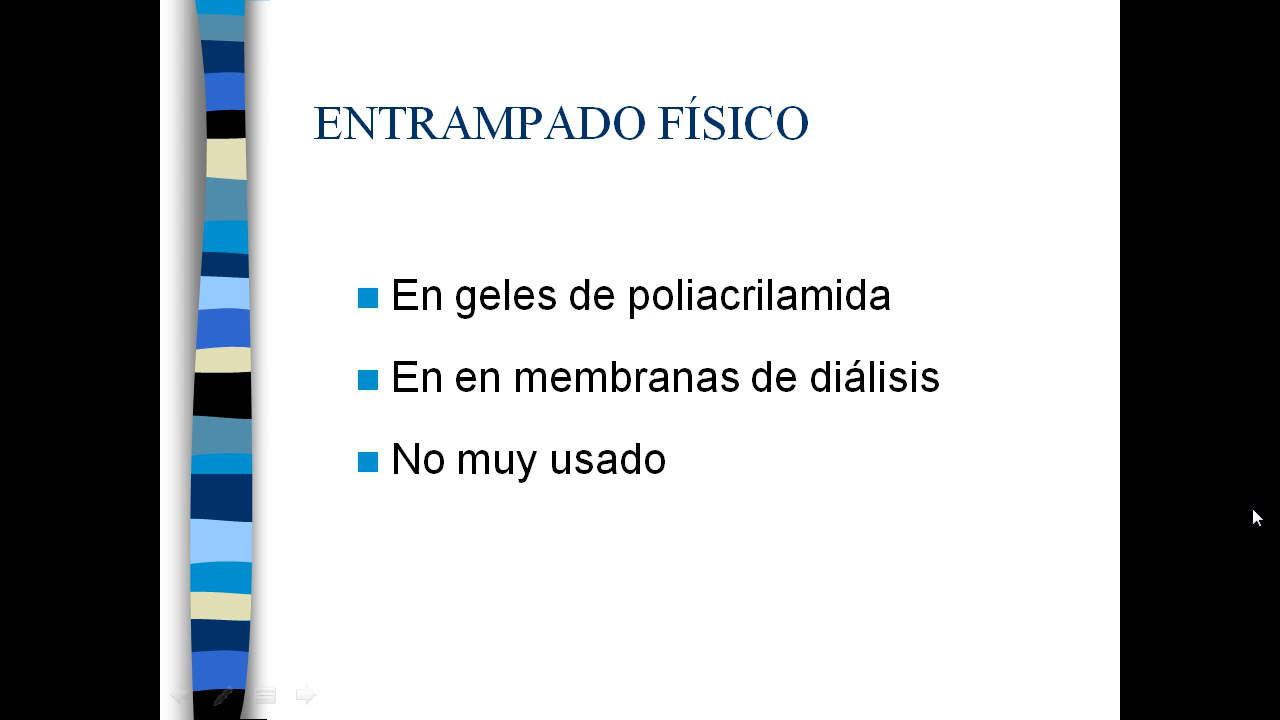 ENTRAMPADO FÍSICO
En geles de poliacrilamida
En en membranas de diálisis
No muy usado